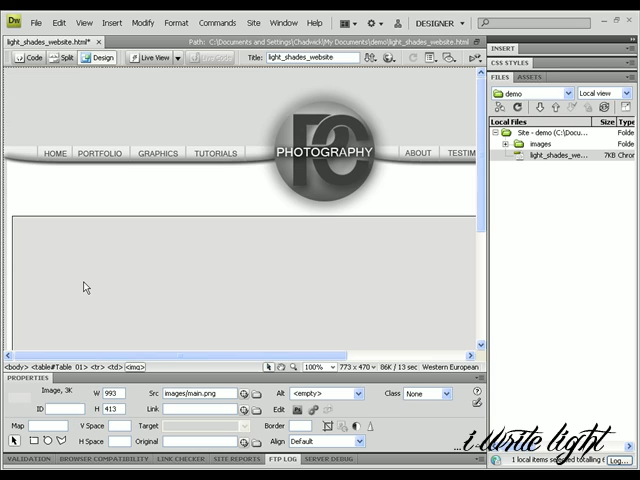 Dw File Edit View Insert Modify Format Commands Site Window Help DESIGNER
light_shades_website.html* × Path: C:\Documents and Settings\Chadwick\My Documents\demo\light_shades_website.html
Code Split Design Live View Live Code Title: light_shades_website
INSERT
CSS STYLES
FILES ASSETS
demo Local view
Local Files Size Type
Site - demo (C:\Docu... Folde
images Folde
light_shades_we... 7KB Chrom
HOME PORTFOLIO GRAPHICS TUTORIALS PC PHOTOGRAPHY ABOUT TESTIM
<body> <table#Table_01> <tr> <td> <img> 100% 773 x 470 86K / 13 sec Western European
PROPERTIES
Image, 3K W 993 Src images/main.png Alt <empty> Class None
ID H 413 Link Edit
Map V Space Target Border
H Space Original Align Default
...i write light
VALIDATION BROWSER COMPATIBILITY LINK CHECKER SITE REPORTS FTP LOG SERVER DEBUG
1 local items selected totalling 6 Log...